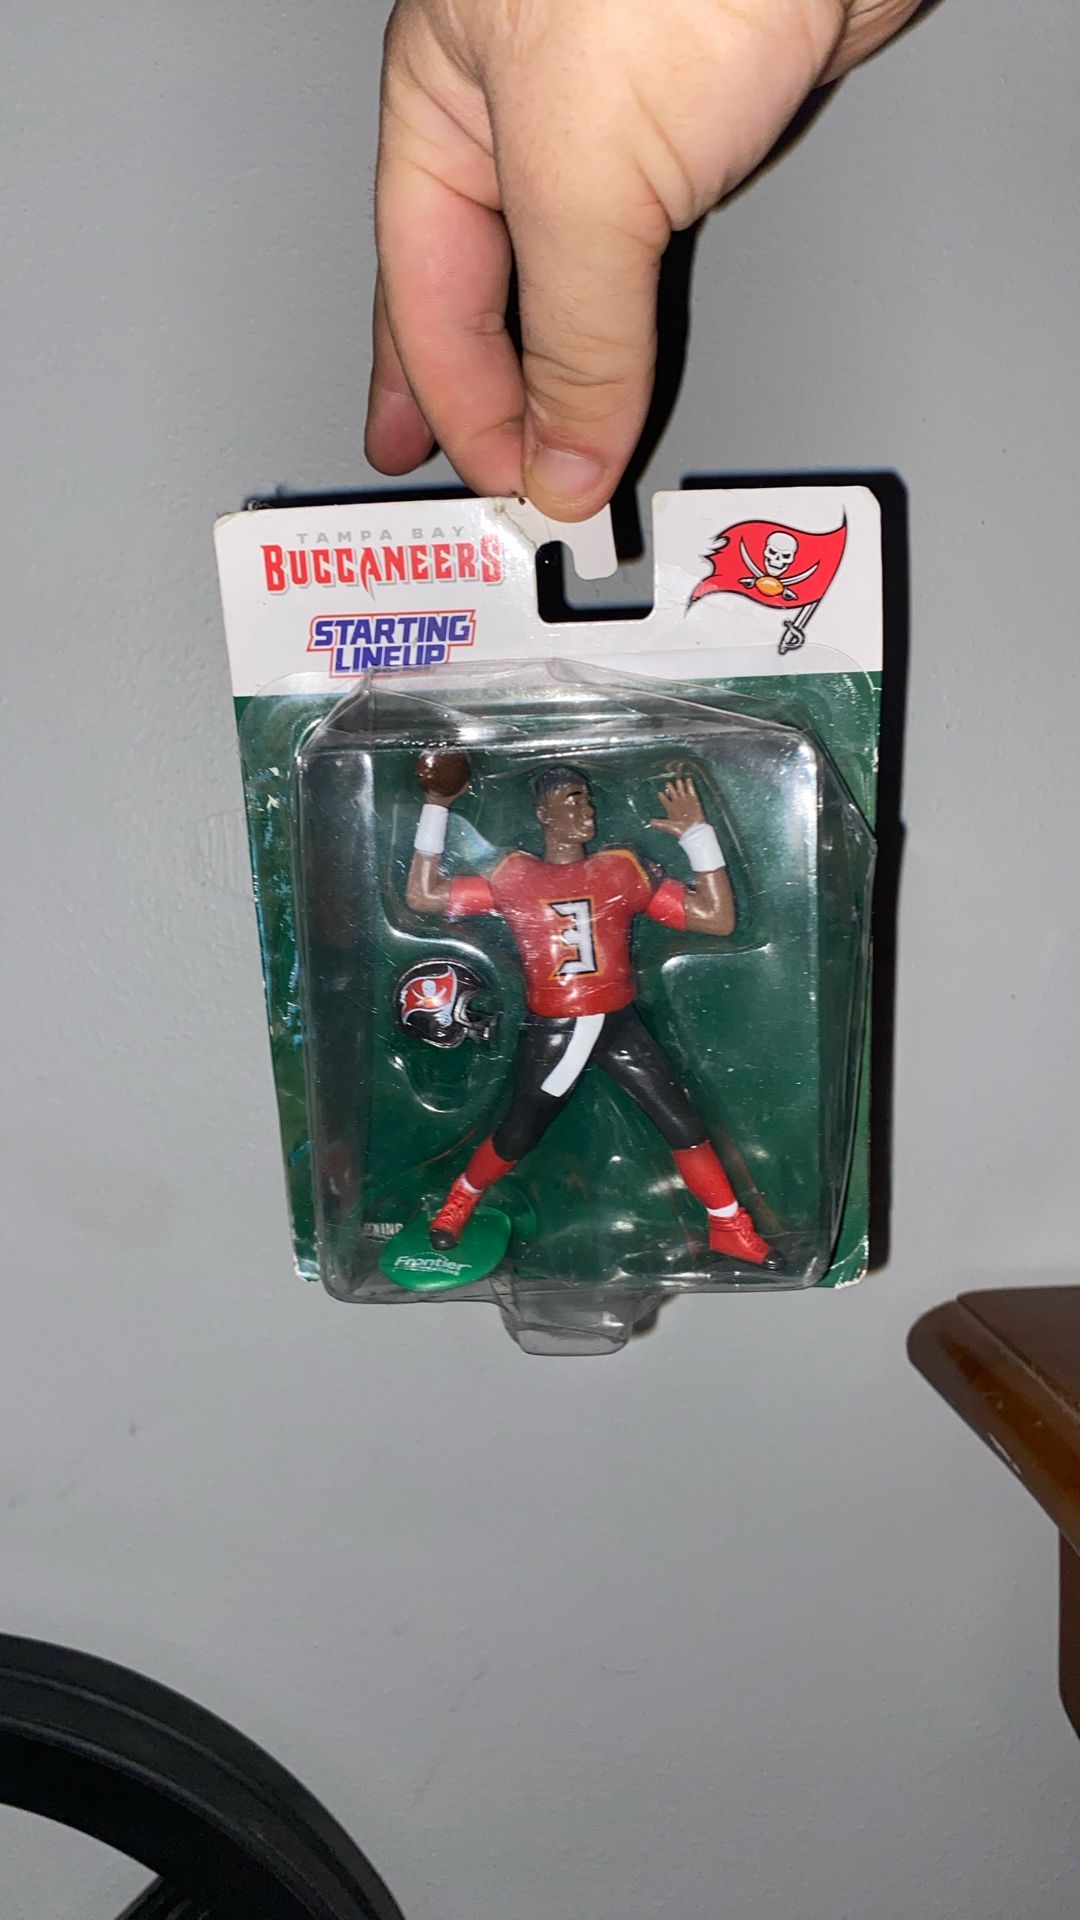 TAMPA BAY
BUCCANEERS
STARTING
LINEUP
3
Frontier